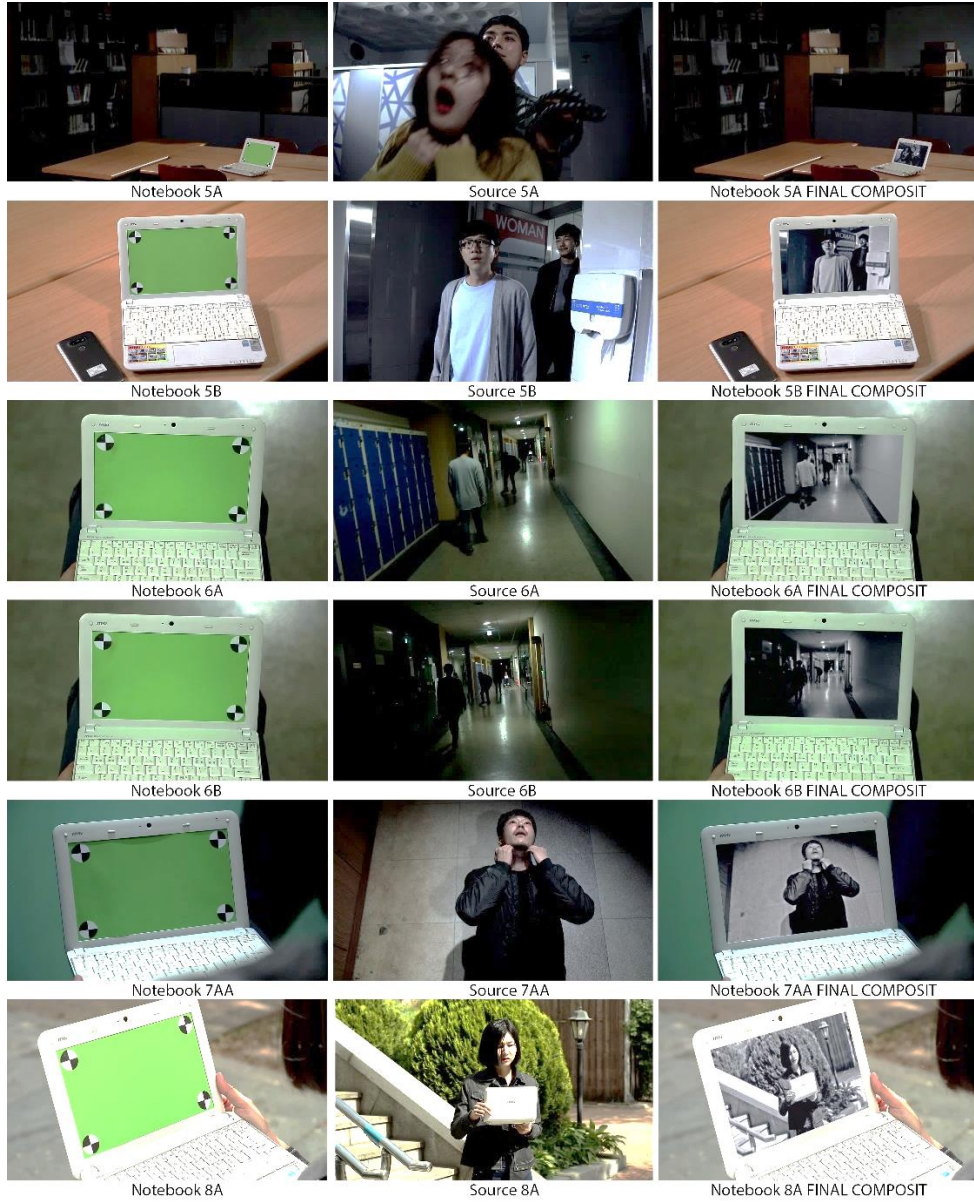 Notebook 5A
Source 5A
Notebook 5A FINAL COMPOSIT
WOMAN
WOMAN
Notebook 5B
Source 5B
Notebook 5B FINAL COMPOSIT
Notebook 6A
Source 6A
Notebook 6A FINAL COMPOSIT
Notebook 6B
Source 6B
Notebook 6B FINAL COMPOSIT
Notebook 7AA
Source 7AA
Notebook 7AA FINAL COMPOSIT
Notebook 8A
Source 8A
Notebook 8A FINAL COMPOSIT